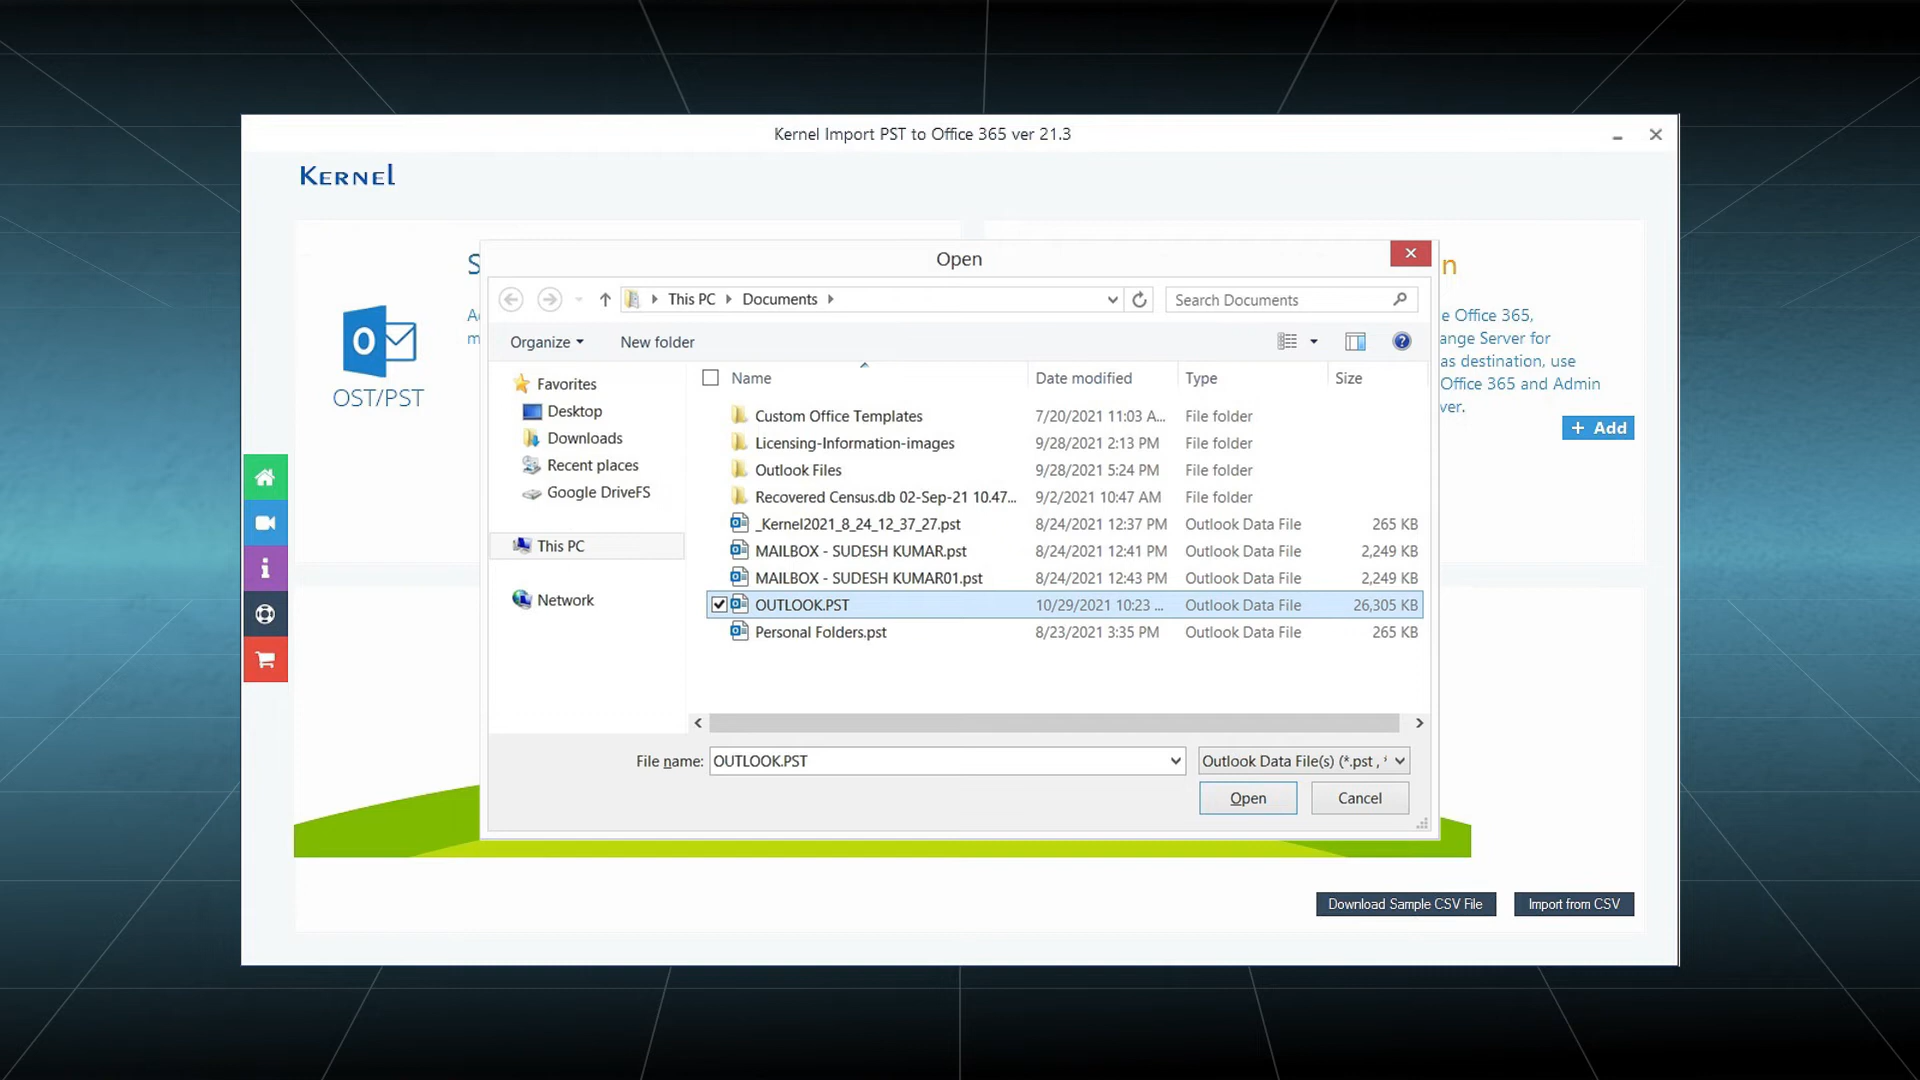 Kernel Import PST to Office 365 ver 21.3
KERNEL
OST/PST
Open
This PC Documents
Search Documents
Organize New folder
Favorites
Desktop
Downloads
Recent places
Google DriveFS
This PC
Network
Name Date modified Type Size
Custom Office Templates 7/20/2021 11:03 A... File folder
Licensing-Information-images 9/28/2021 2:13 PM File folder
Outlook Files 9/28/2021 5:24 PM File folder
Recovered Census.db 02-Sep-21 10.47... 9/2/2021 10:47 AM File folder
_Kernel2021_8_24_12_37_27.pst 8/24/2021 12:37 PM Outlook Data File 265 KB
MAILBOX - SUDESH KUMAR.pst 8/24/2021 12:41 PM Outlook Data File 2,249 KB
MAILBOX - SUDESH KUMAR01.pst 8/24/2021 12:43 PM Outlook Data File 2,249 KB
OUTLOOK.PST 10/29/2021 10:23 ... Outlook Data File 26,305 KB
Personal Folders.pst 8/23/2021 3:35 PM Outlook Data File 265 KB
File name: OUTLOOK.PST Outlook Data File(s) (*.pst , *
Open Cancel
n
e Office 365,
ange Server for
as destination, use
Office 365 and Admin
ver.
+ Add
Download Sample CSV File Import from CSV